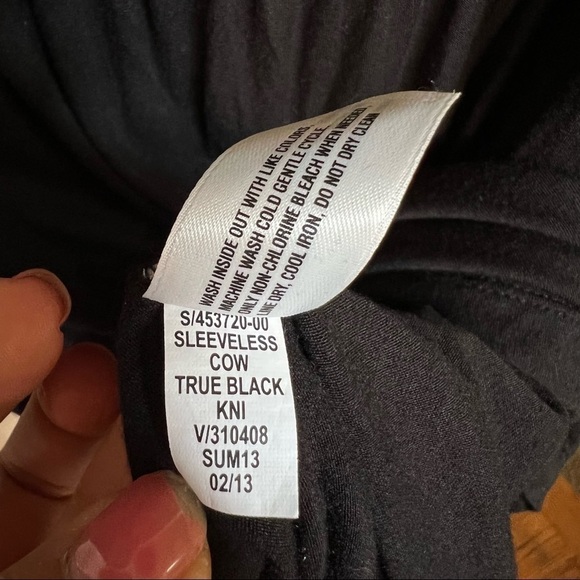 WASH INSIDE OUT WITH LIKE COLORS,
MACHINE WASH COLD GENTLE CYCLE
ONLY NON-CHLORINE BLEACH WHEN NEEDED,
LINE DRY, COOL IRON, DO NOT DRY CLEAN
S/453720-00
SLEEVELESS
COW
TRUE BLACK
KNI
V/310408
SUM13
02/13